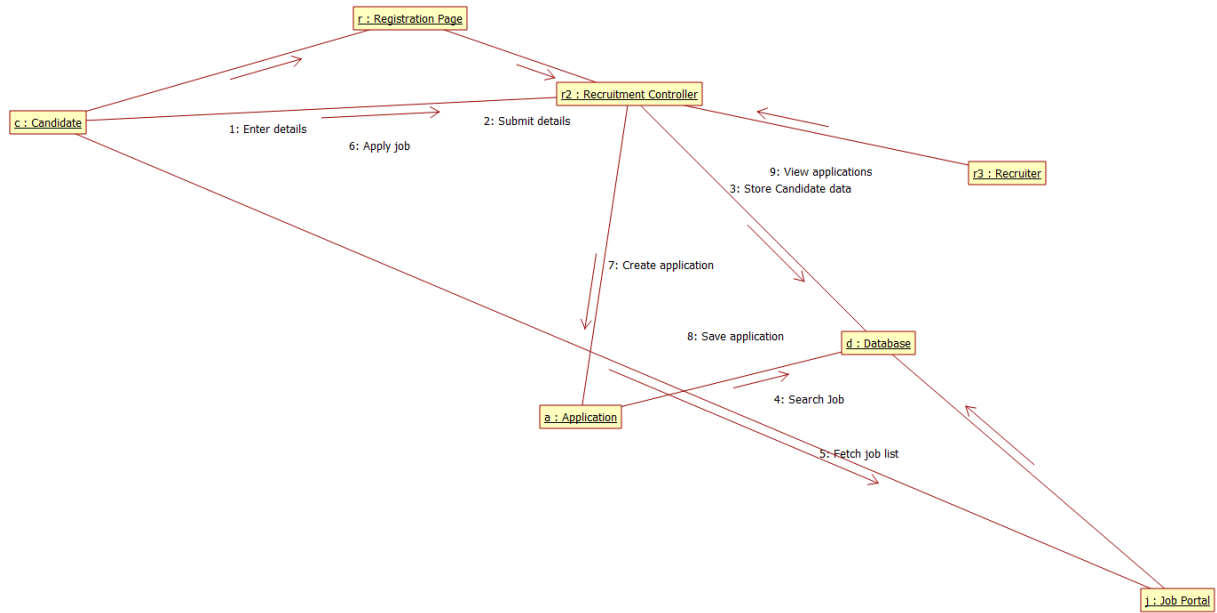 r : Registration Page
r2 : Recruitment Controller
c : Candidate
1: Enter details
2: Submit details
6: Apply job
9: View applications
r3 : Recruiter
3: Store Candidate data
7: Create application
8: Save application
d : Database
4: Search Job
a : Application
5: Fetch job list
j : Job Portal